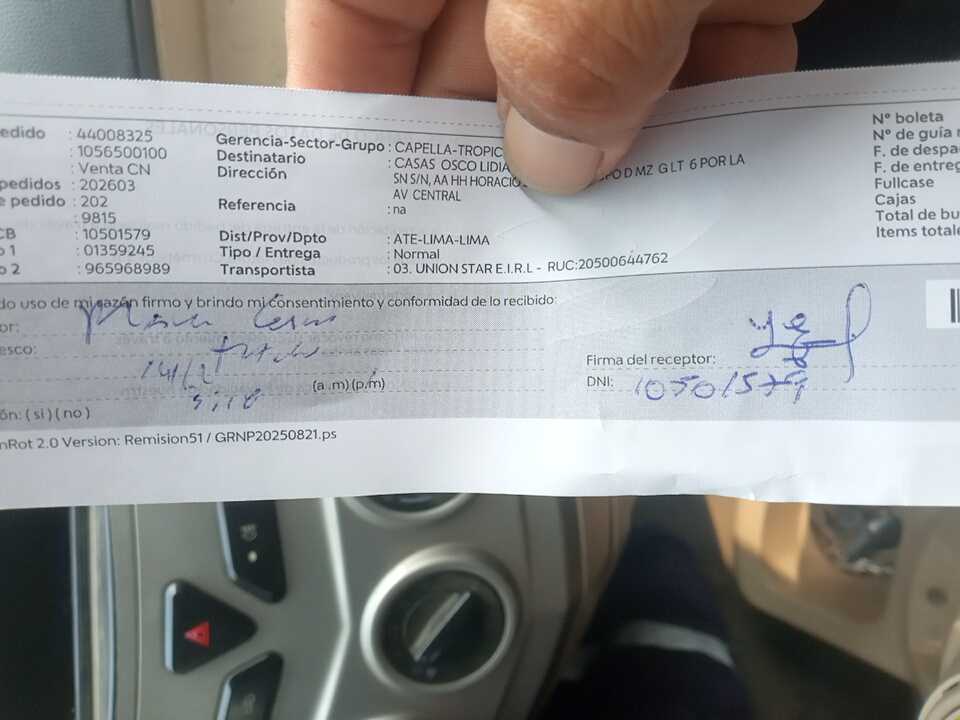 edido : 44008325
: 1056500100
: Venta CN
pedidos : 202603
e pedido : 202
: 9815
CB : 10501579
o 1 : 01359245
o 2 : 965968989
Gerencia-Sector-Grupo : CAPELLA-TROPIC
Destinatario : CASAS OSCO LIDIA
Dirección : SN S/N, AA HH HORACIO D MZ G LT 6 POR LA
AV CENTRAL
Referencia : na
Dist/Prov/Dpto : ATE-LIMA-LIMA
Tipo / Entrega : Normal
Transportista : 03. UNION STAR E.I.R.L - RUC:20500644762
N° boleta
N° de guía
F. de despa
F. de entreg
Fullcase
Cajas
Total de bu
Items totale
do uso de mi razón firmo y brindo mi consentimiento y conformidad de lo recibido:
or:
esco:
(a.m)(p.m)
ón: ( si ) ( no )
Firma del receptor:
DNI: 10501579
nRot 2.0 Version: Remision51 / GRNP20250821.ps